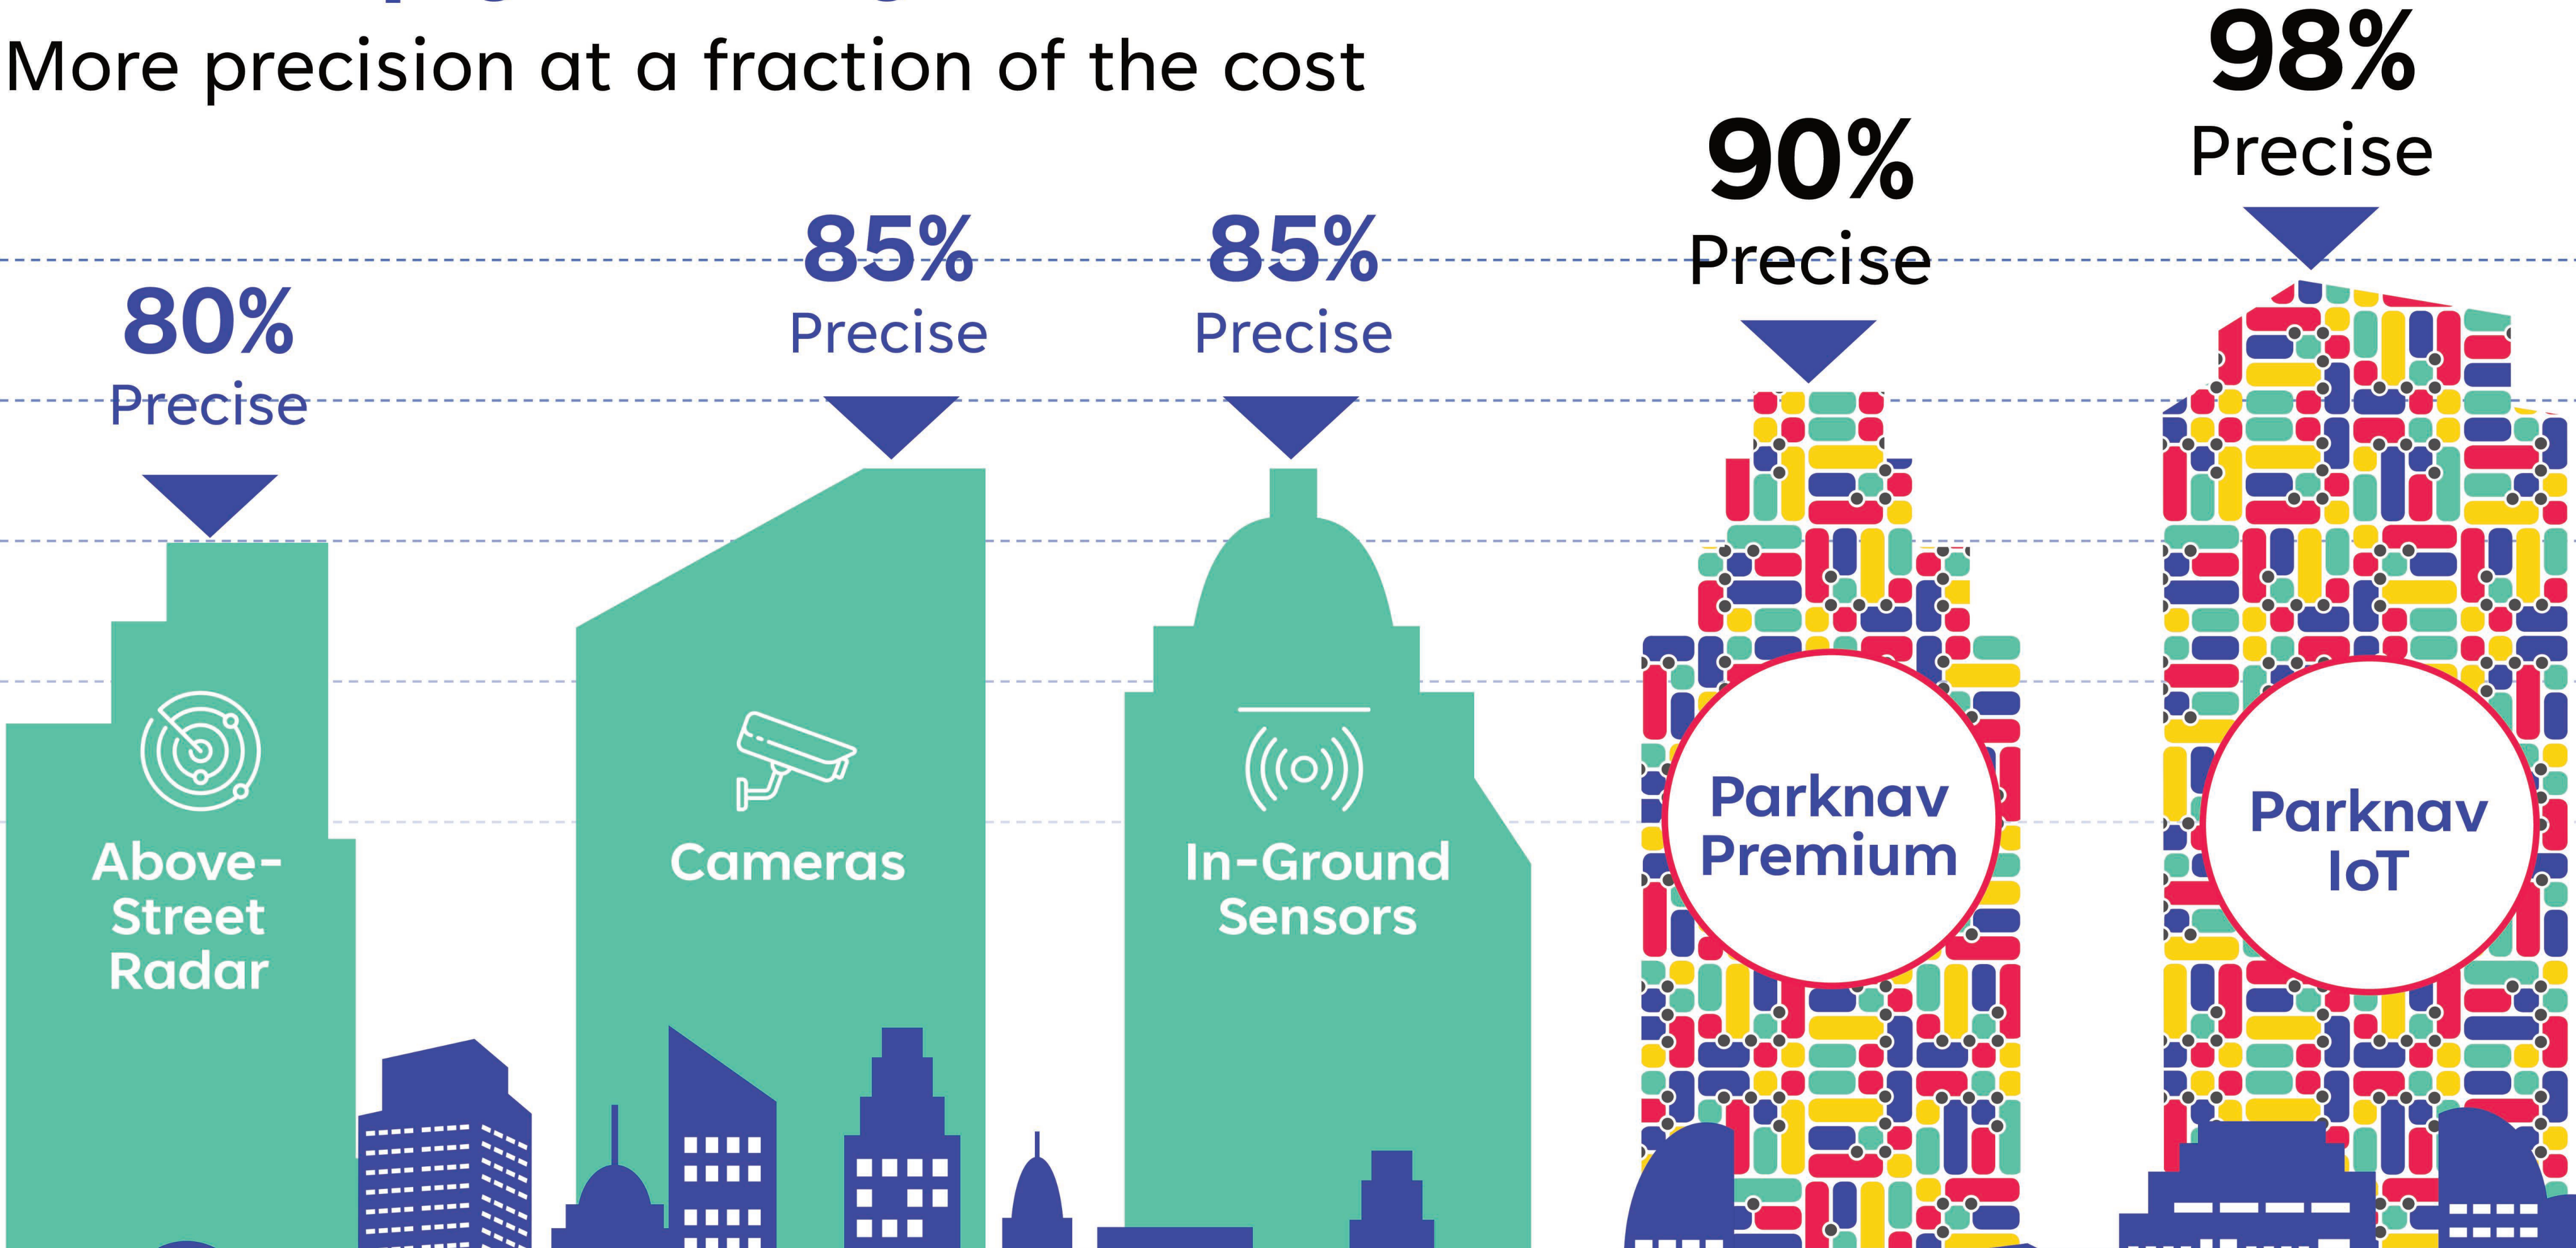 More precision at a fraction of the cost
80%
Precise
85%
Precise
85%
Precise
90%
Precise
98%
Precise
Above-
Street
Radar
Cameras
In-Ground
Sensors
Parknav
Premium
Parknav
IoT